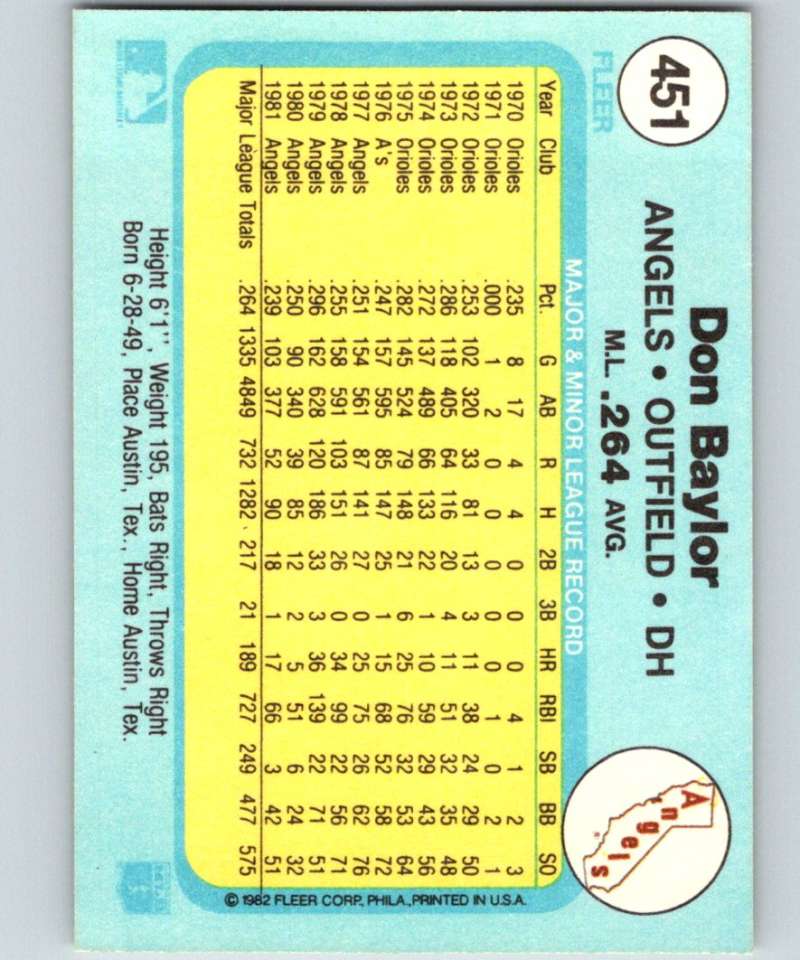 451
FLEER
Don Baylor
ANGELS • OUTFIELD • DH
M.L. .264 AVG.
Angels
MAJOR & MINOR LEAGUE RECORD
Year Club Pct. G AB R H 2B 3B HR RBI SB BB SO
1970 Orioles .235 8 17 4 4 0 0 0 4 1 2 3
1971 Orioles .000 1 2 0 0 0 0 0 1 0 2 1
1972 Orioles .253 102 320 33 81 13 3 11 38 24 29 50
1973 Orioles .286 118 405 64 116 20 4 11 51 32 35 48
1974 Orioles .272 137 489 66 133 22 1 10 59 29 43 56
1975 Orioles .282 145 524 79 148 21 6 25 76 32 53 64
1976 A's .247 157 595 85 147 25 1 15 68 52 58 72
1977 Angels .251 154 561 87 141 27 0 25 75 26 62 76
1978 Angels .255 158 591 103 151 26 0 34 99 22 56 71
1979 Angels .296 162 628 120 186 33 3 36 139 22 71 51
1980 Angels .250 90 340 39 85 12 2 5 51 6 24 32
1981 Angels .239 103 377 52 90 18 1 17 66 3 42 51
Major League Totals .264 1335 4849 732 1282 217 21 189 727 249 477 575
Height 6'1'', Weight 195, Bats Right, Throws Right
Born 6-28-49, Place Austin, Tex., Home Austin, Tex.
© 1982 FLEER CORP., PHILA., PRINTED IN U.S.A.